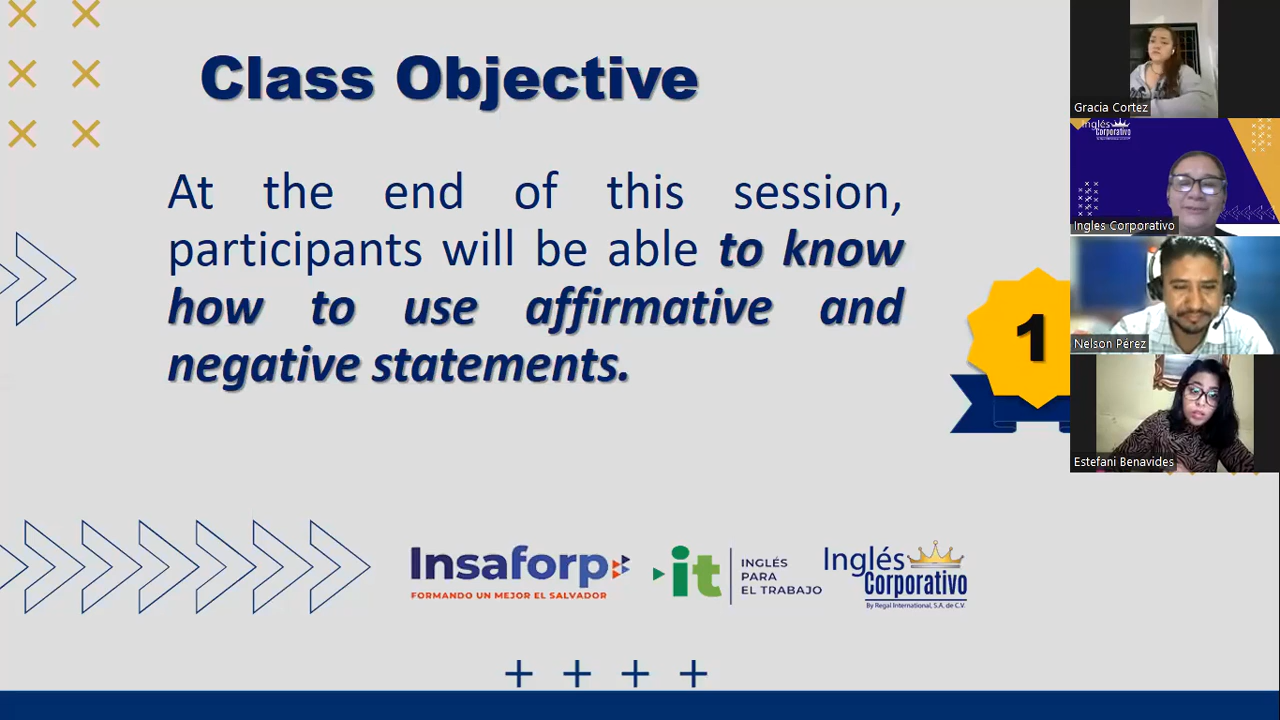 Class Objective
At the end of this session,
participants will be able to know
how to use affirmative and
negative statements.
1
Insaforp
FORMANDO UN MEJOR EL SALVADOR
it
INGLÉS
PARA
EL TRABAJO
Inglés
Corporativo
By Regal International, S.A. de C.V.
Gracia Cortez
Inglés
Corporativo
Ingles Corporativo
Nelson Pérez
Estefani Benavides